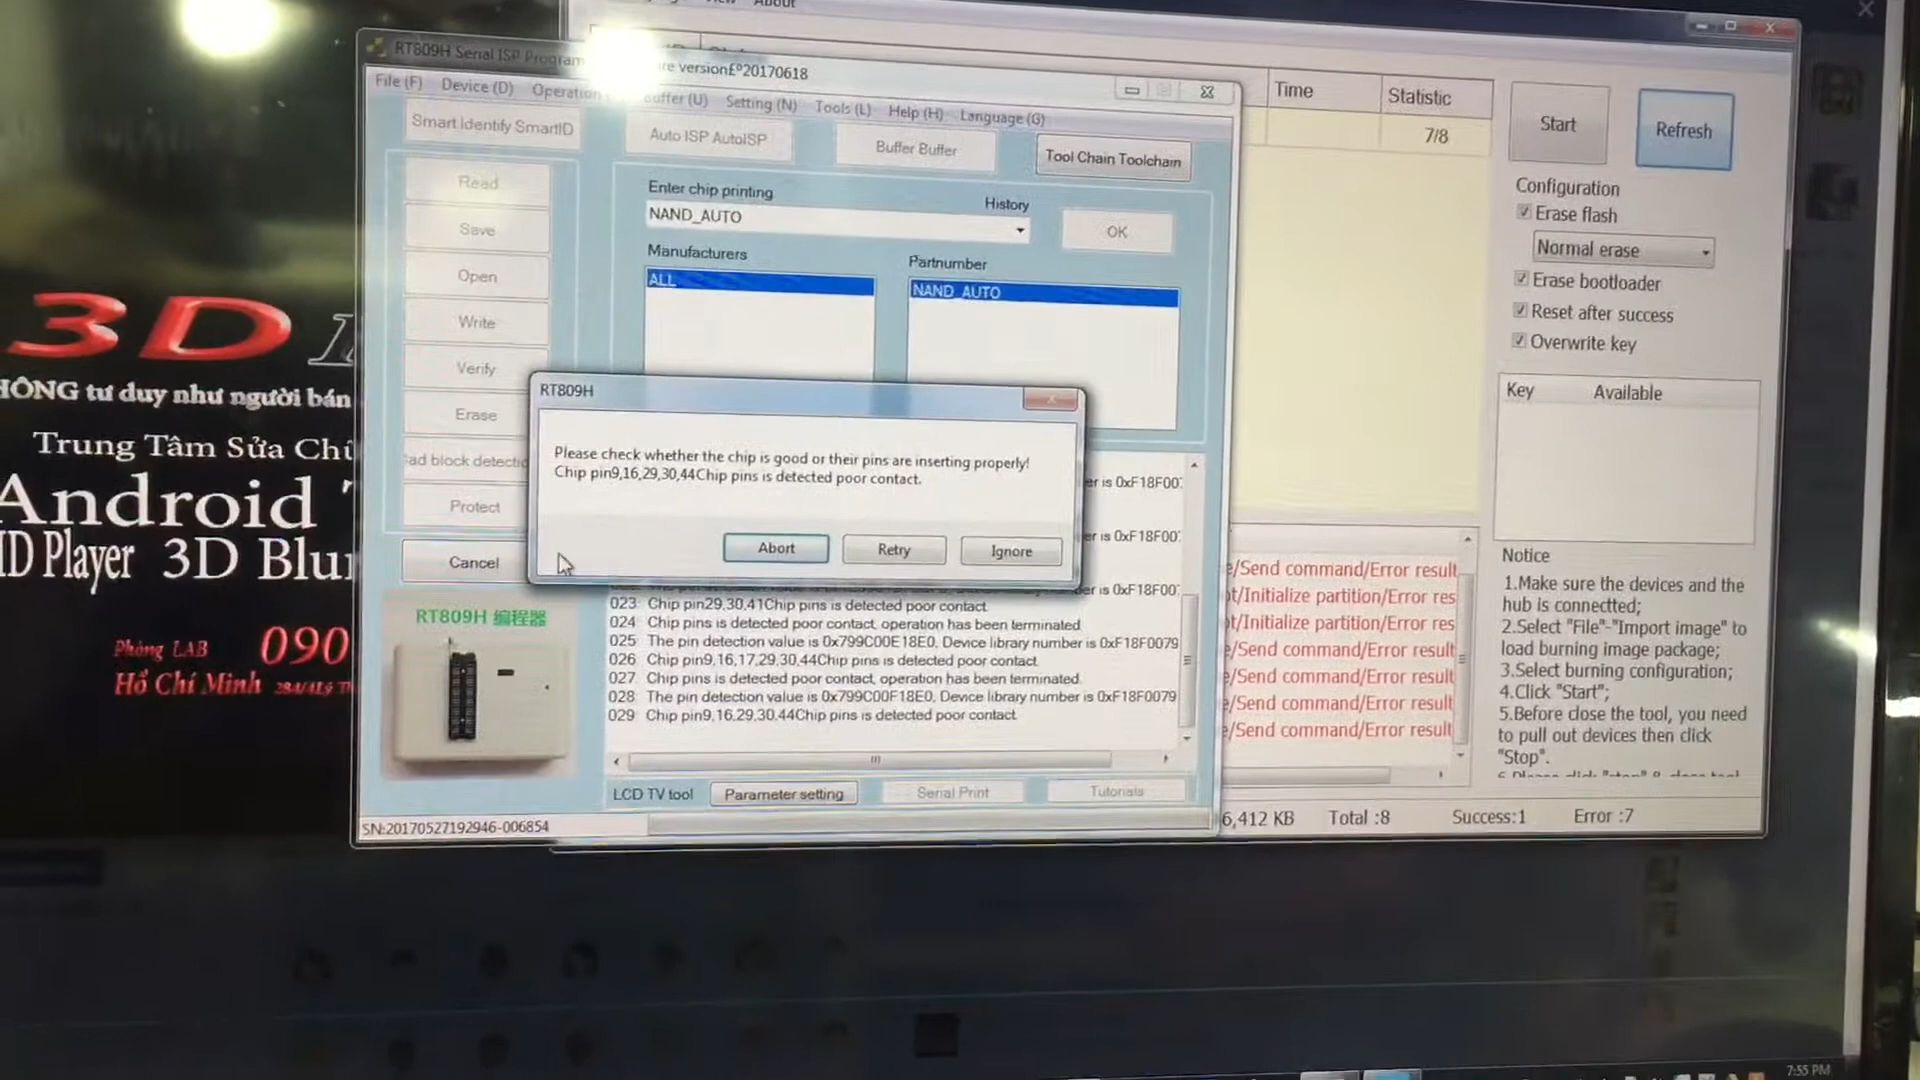 About
RT809H Serial ISP Program
version£º20170618
File (F) Device (D) Operation Buffer (U) Setting (N) Tools (L) Help (H) Language (G)
Smart Identify SmartID
Auto ISP AutoISP
Buffer Buffer
Tool Chain Toolchain
Read
Save
Open
Write
Verify
Erase
ad block detectio
Protect
Cancel
Enter chip printing
History
NAND_AUTO
OK
Manufacturers
Partnumber
ALL
NAND_AUTO
RT809H
Please check whether the chip is good or their pins are inserting properly!
Chip pin9,16,29,30,44Chip pins is detected poor contact.
Abort
Retry
Ignore
er is 0xF18F00
er is 0xF18F00
er is 0xF18F00
023 Chip pin29,30,41Chip pins is detected poor contact.
024 Chip pins is detected poor contact, operation has been terminated.
025 The pin detection value is 0x799C00E18E0, Device library number is 0xF18F0079
026 Chip pin9,16,17,29,30,44Chip pins is detected poor contact.
027 Chip pins is detected poor contact, operation has been terminated.
028 The pin detection value is 0x799C00F18E0, Device library number is 0xF18F0079
029 Chip pin9,16,29,30,44Chip pins is detected poor contact.
RT809H 编程器
LCD TV tool
Parameter setting
Serial Print
Tutorials
SN:20170527192946-006854
Time
Statistic
7/8
Start
Refresh
Configuration
Erase flash
Normal erase
Erase bootloader
Reset after success
Overwrite key
Key
Available
e/Send command/Error result
t/Initialize partition/Error res
t/Initialize partition/Error res
e/Send command/Error result
e/Send command/Error result
e/Send command/Error result
e/Send command/Error result
Notice
1.Make sure the devices and the
hub is connectted;
2.Select "File"-"Import image" to
load burning image package;
3.Select burning configuration;
4.Click "Start";
5.Before close the tool, you need
to pull out devices then click
"Stop".
6,412 KB
Total :8
Success:1
Error :7
3D
HÔNG tư duy như người bán
Trung Tâm Sửa Chữ
Android
HD Player 3D Blu
Phòng LAB
090
Hồ Chí Minh
7:55 PM